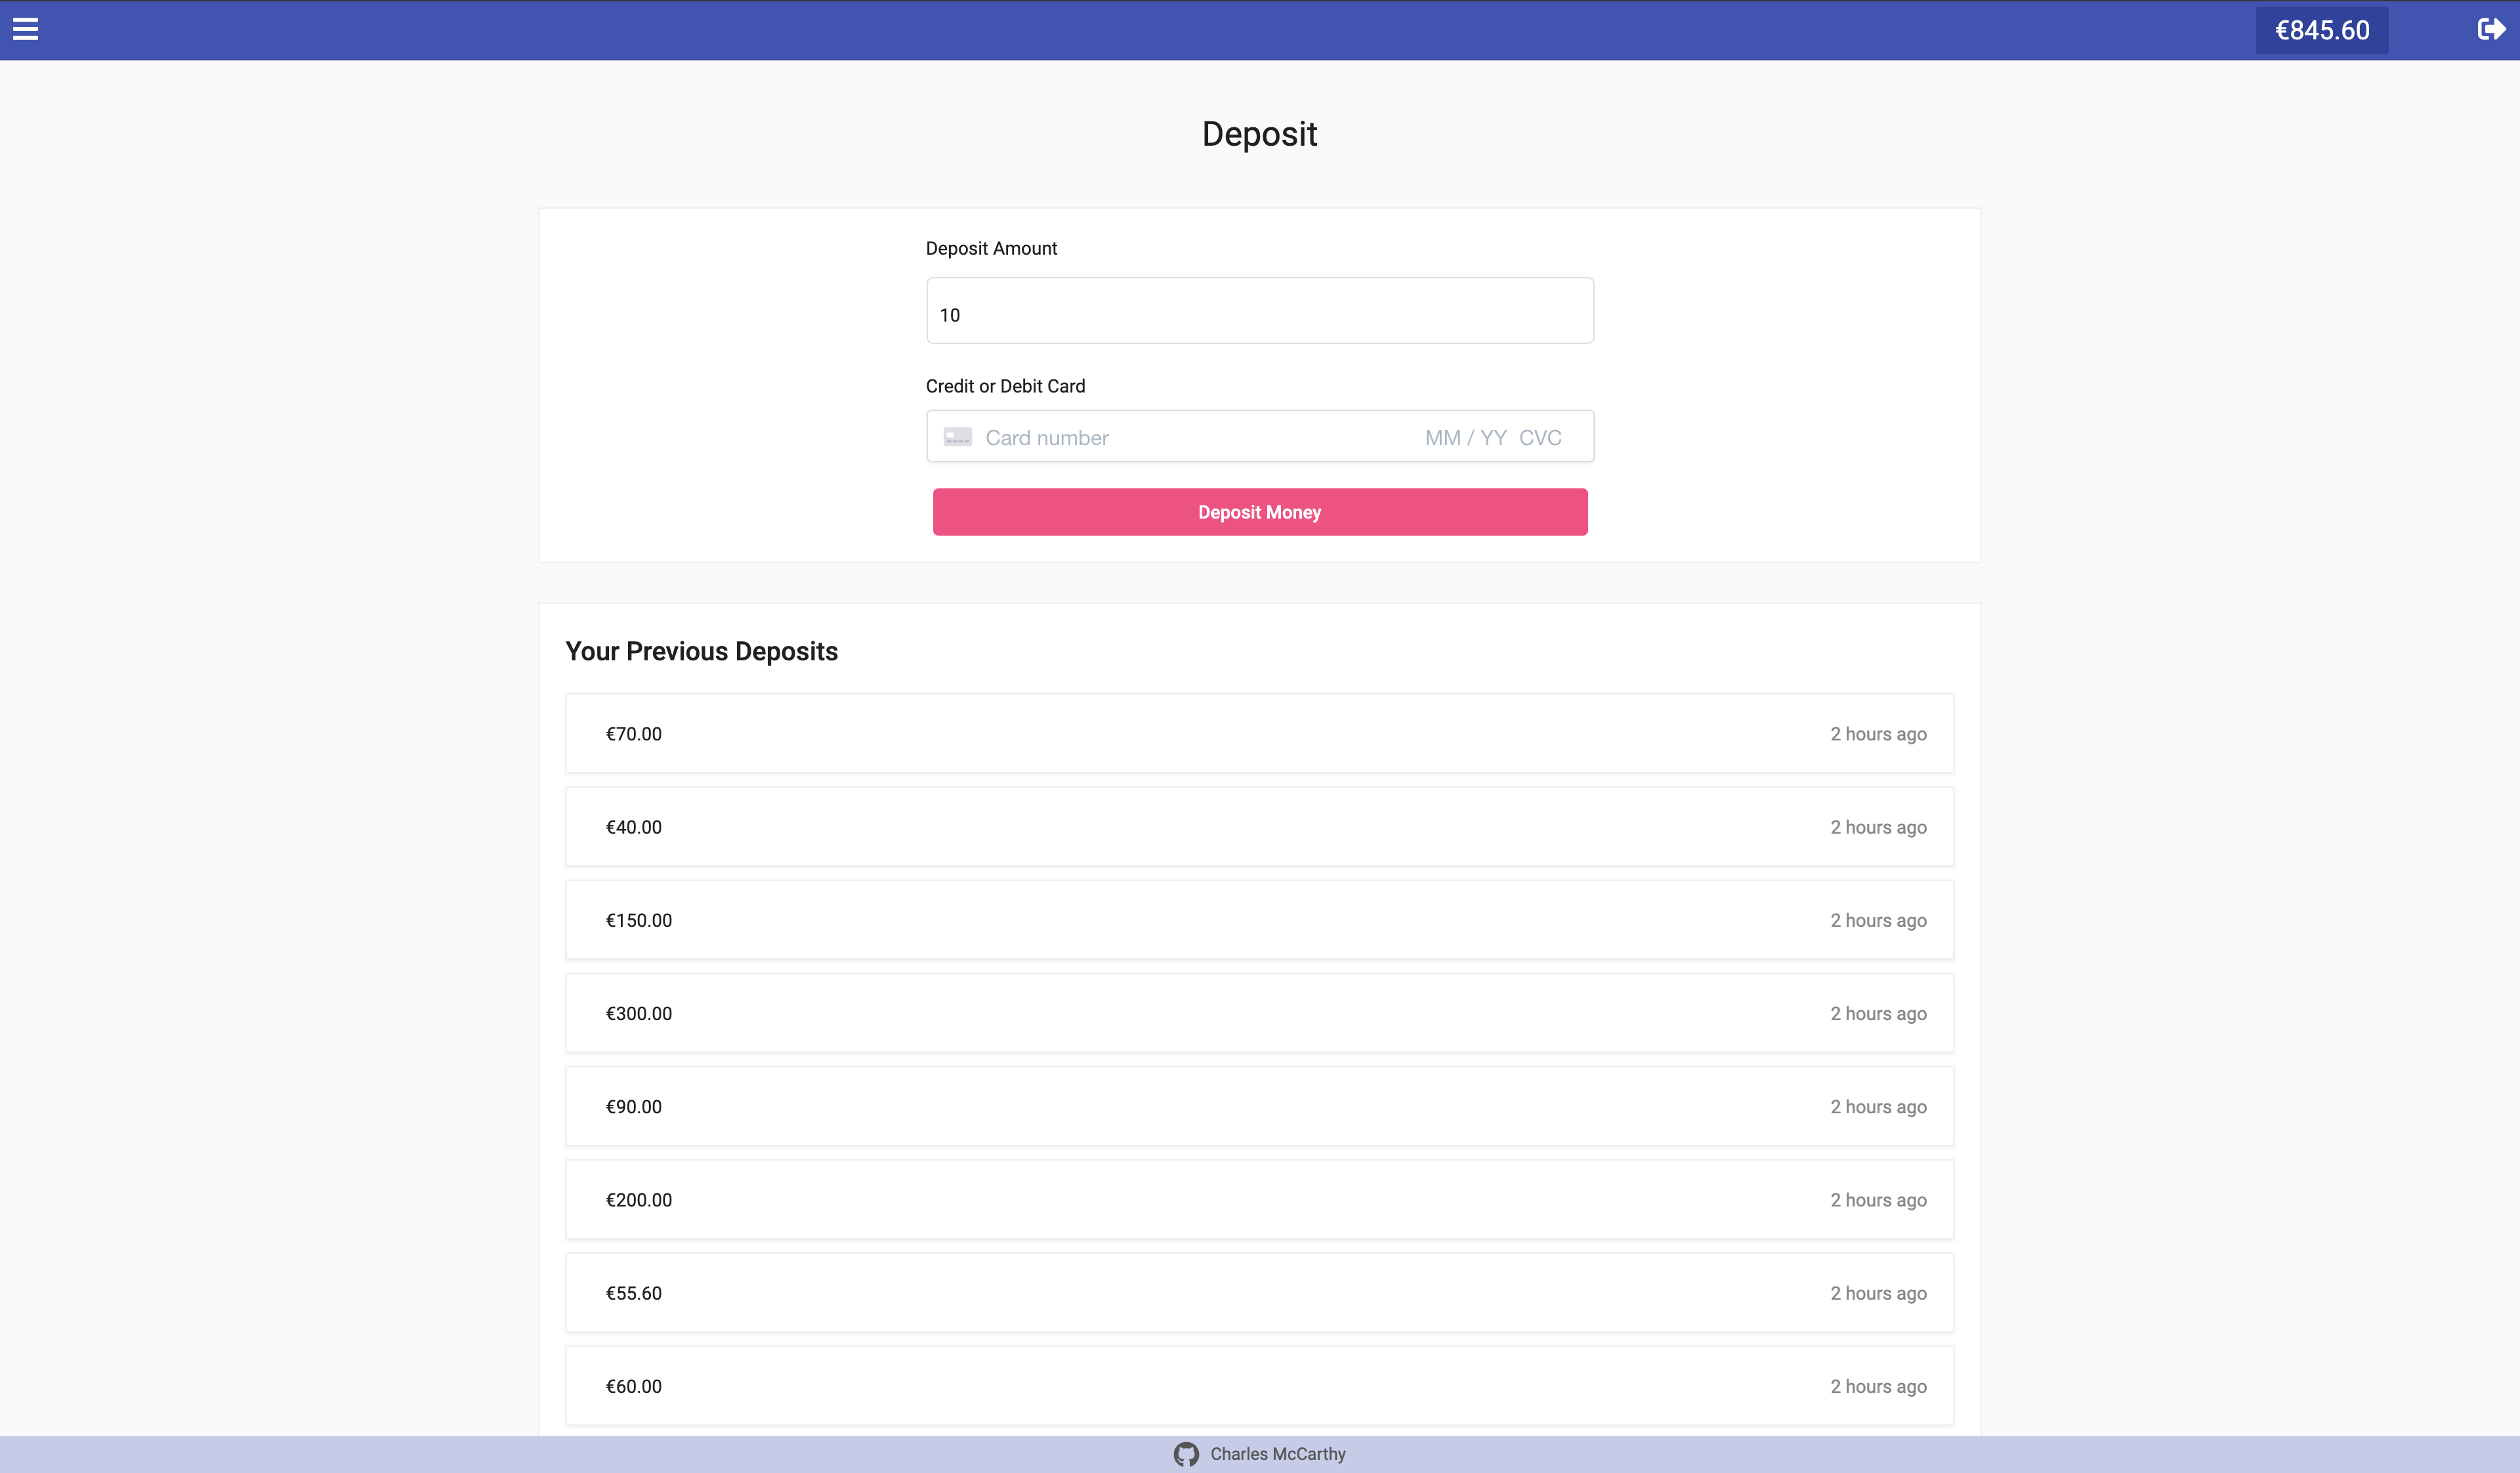 €845.60
Deposit
Deposit Amount
10
Credit or Debit Card
Card number MM / YY CVC
Deposit Money
Your Previous Deposits
€70.00 2 hours ago
€40.00 2 hours ago
€150.00 2 hours ago
€300.00 2 hours ago
€90.00 2 hours ago
€200.00 2 hours ago
€55.60 2 hours ago
€60.00 2 hours ago
Charles McCarthy